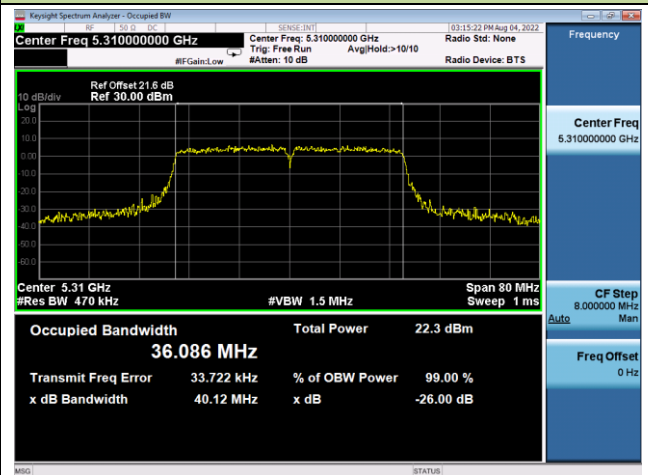 Keysight Spectrum Analyzer - Occupied BW
RF 50 Ω DC SENSE:INT 03:15:22 PM Aug 04, 2022
Center Freq 5.310000000 GHz Center Freq: 5.310000000 GHz Radio Std: None
Trig: Free Run Avg|Hold:>10/10
#IFGain:Low #Atten: 10 dB Radio Device: BTS
Frequency
Ref Offset 21.6 dB
10 dB/div Ref 30.00 dBm
Log
20.0
10.0
0.00
-10.0
-20.0
-30.0
-40.0
-50.0
-60.0
Center 5.31 GHz Span 80 MHz
#Res BW 470 kHz #VBW 1.5 MHz Sweep 1 ms
Occupied Bandwidth Total Power 22.3 dBm
36.086 MHz
Transmit Freq Error 33.722 kHz % of OBW Power 99.00 %
x dB Bandwidth 40.12 MHz x dB -26.00 dB
Center Freq
5.310000000 GHz
CF Step
8.000000 MHz
Auto Man
Freq Offset
0 Hz
MSG STATUS